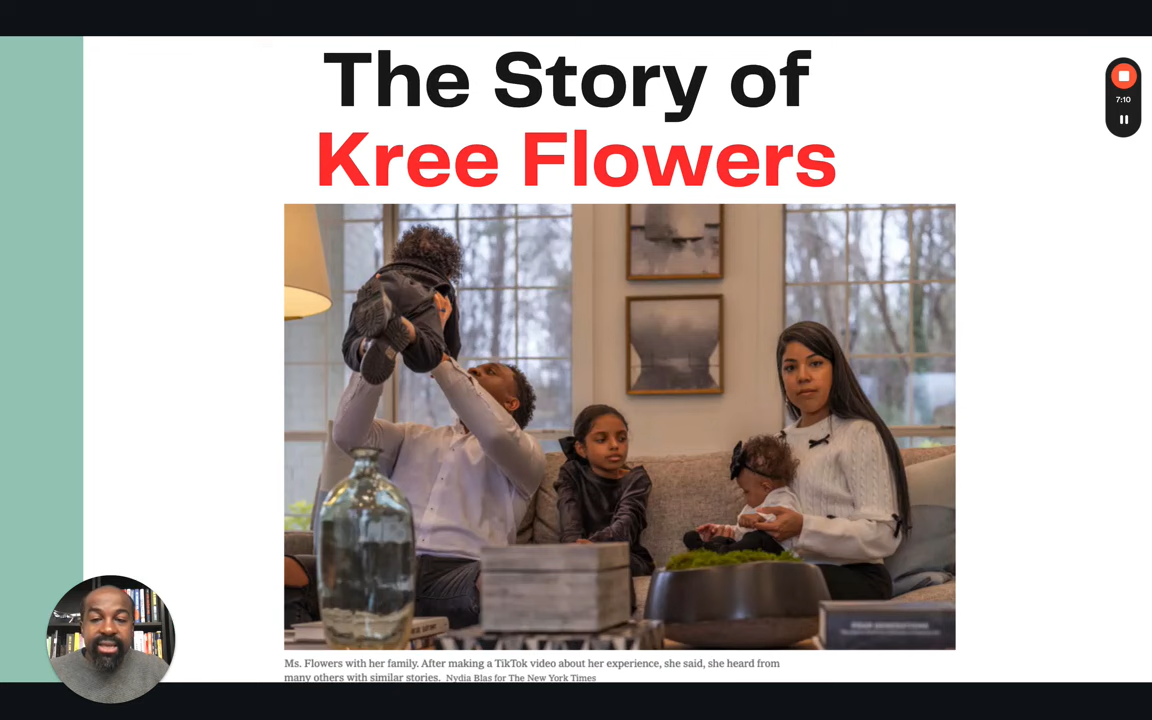 The Story of
Kree Flowers
7:10
Ms. Flowers with her family. After making a TikTok video about her experience, she said, she heard from
many others with similar stories. Nydia Blas for The New York Times